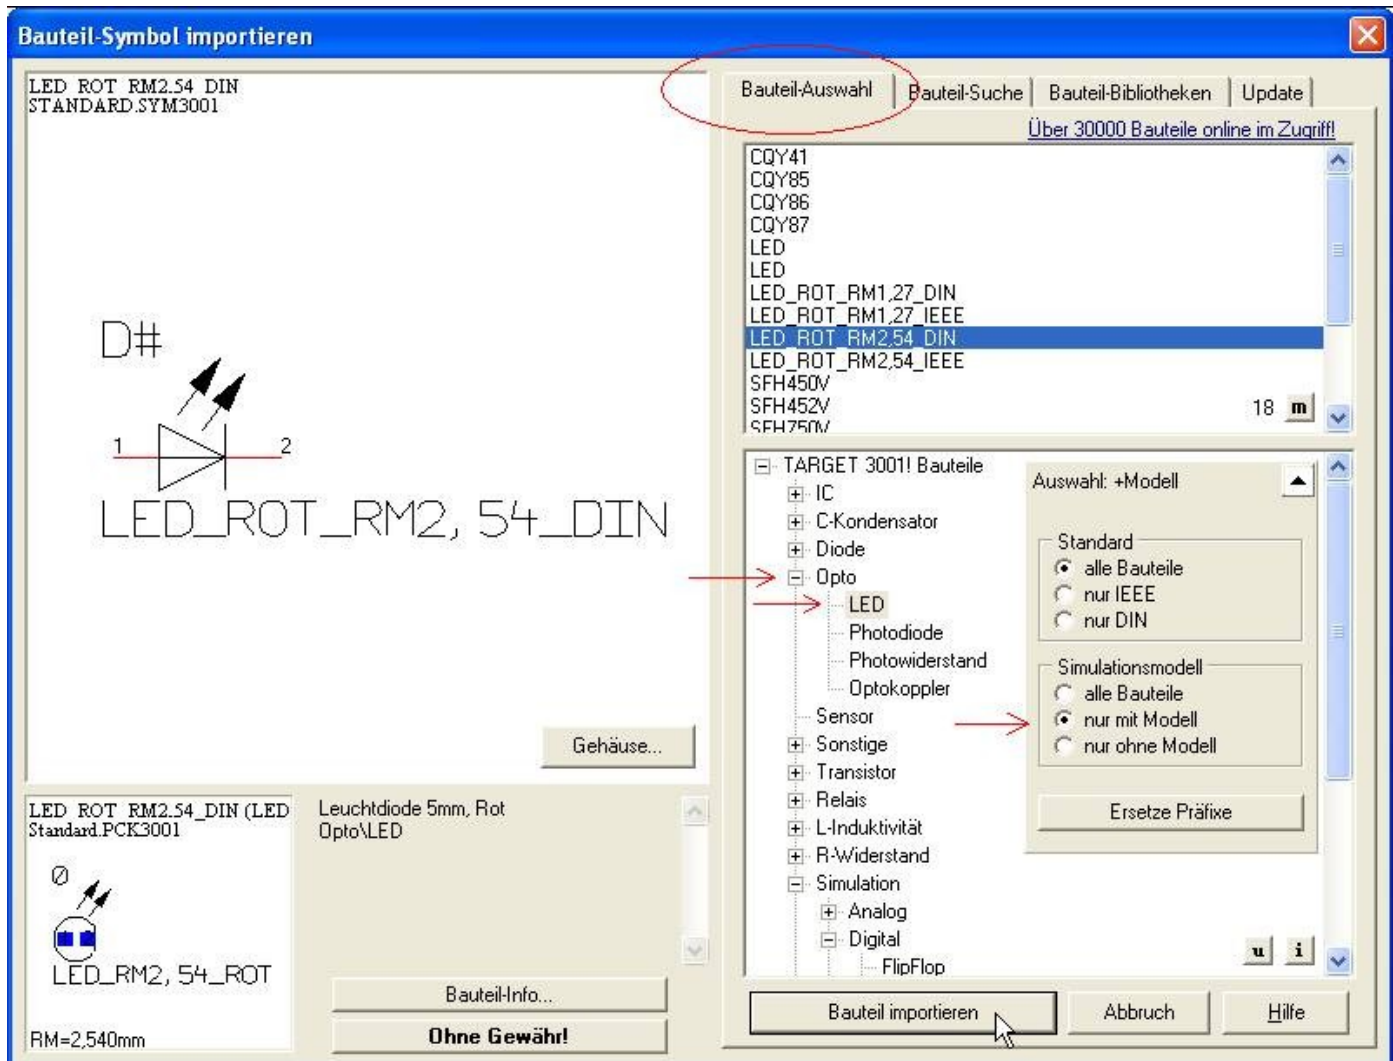 Bauteil-Symbol importieren
LED ROT RM2.54 DIN
STANDARD.SYM3001
D#
1
2
LED_ROT_RM2, 54_DIN
Gehäuse...
LED ROT RM2.54_DIN (LED
Standard.PCK3001
LED_RM2, 54_ROT
RM=2,540mm
Leuchtdiode 5mm, Rot
Opto\LED
Bauteil-Info...
Ohne Gewähr!
Bauteil-Auswahl
Bauteil-Suche
Bauteil-Bibliotheken
Update
Über 30000 Bauteile online im Zugriff!
CQY41
CQY85
CQY86
CQY87
LED
LED
LED_ROT_RM1,27_DIN
LED_ROT_RM1,27_IEEE
LED_ROT_RM2,54_DIN
LED_ROT_RM2,54_IEEE
SFH450V
SFH452V
SFH750V
18 m
TARGET 3001! Bauteile
IC
C-Kondensator
Diode
Opto
LED
Photodiode
Photowiderstand
Optokoppler
Sensor
Sonstige
Transistor
Relais
L-Induktivität
R-Widerstand
Simulation
Analog
Digital
FlipFlop
Auswahl: +Modell
Standard
alle Bauteile
nur IEEE
nur DIN
Simulationsmodell
alle Bauteile
nur mit Modell
nur ohne Modell
Ersetze Präfixe
u i
Bauteil importieren
Abbruch
Hilfe